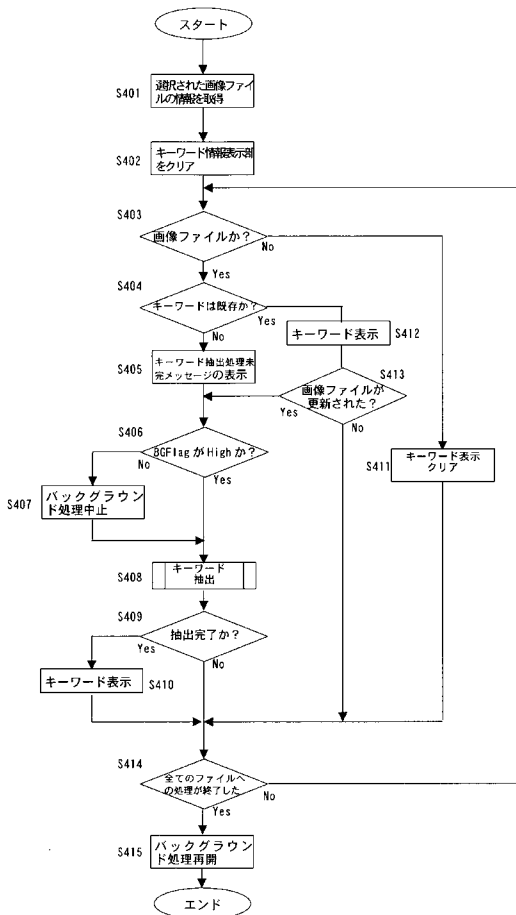 スタート
S401
選択された画像ファイ
ルの情報を取得
S402
キーワード情報表示部
をクリア
S403
画像ファイルか？
No
Yes
S404
キーワードは既存か？
Yes
No
キーワード表示
S412
S405
キーワード抽出処理未
完メッセージの表示
S413
画像ファイルが
更新された？
Yes
No
S406
BGFlagがHighか？
No
Yes
S411
キーワード表示
クリア
S407
バックグラウン
ド処理中止
S408
キーワード
抽出
S409
抽出完了か？
Yes
No
キーワード表示
S410
S414
全てのファイルへ
の処理が終了した
No
Yes
S415
バックグラウン
ド処理再開
エンド